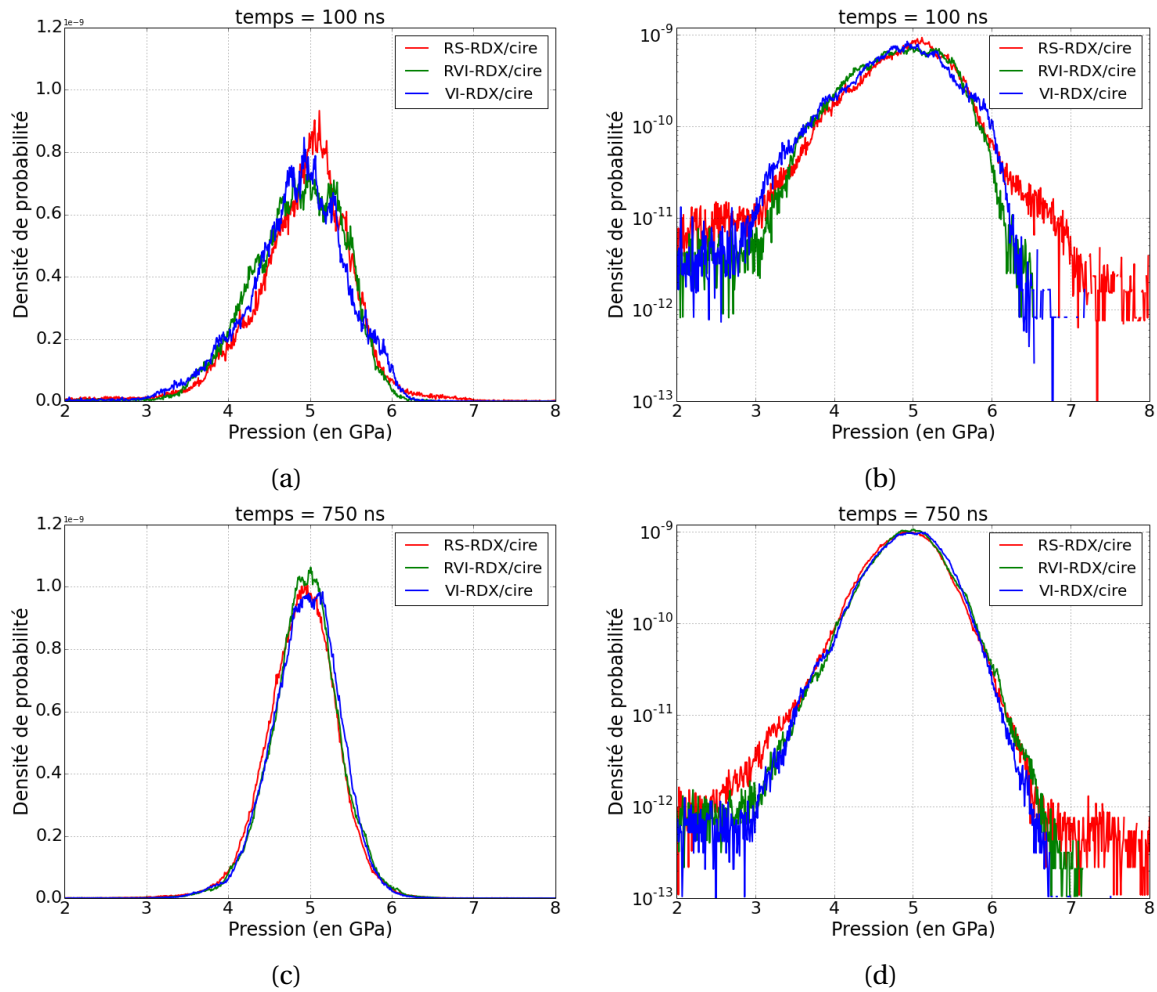 temps = 100 ns
1e-9
1.2
1.0
0.8
0.6
0.4
0.2
0.0
Densité de probabilité
RS-RDX/cire
RVI-RDX/cire
VI-RDX/cire
2 3 4 5 6 7 8
Pression (en GPa)
(a)
temps = 100 ns
10-9
10-10
10-11
10-12
10-13
Densité de probabilité
RS-RDX/cire
RVI-RDX/cire
VI-RDX/cire
2 3 4 5 6 7 8
Pression (en GPa)
(b)
temps = 750 ns
1e-9
1.2
1.0
0.8
0.6
0.4
0.2
0.0
Densité de probabilité
RS-RDX/cire
RVI-RDX/cire
VI-RDX/cire
2 3 4 5 6 7 8
Pression (en GPa)
(c)
temps = 750 ns
10-9
10-10
10-11
10-12
10-13
Densité de probabilité
RS-RDX/cire
RVI-RDX/cire
VI-RDX/cire
2 3 4 5 6 7 8
Pression (en GPa)
(d)